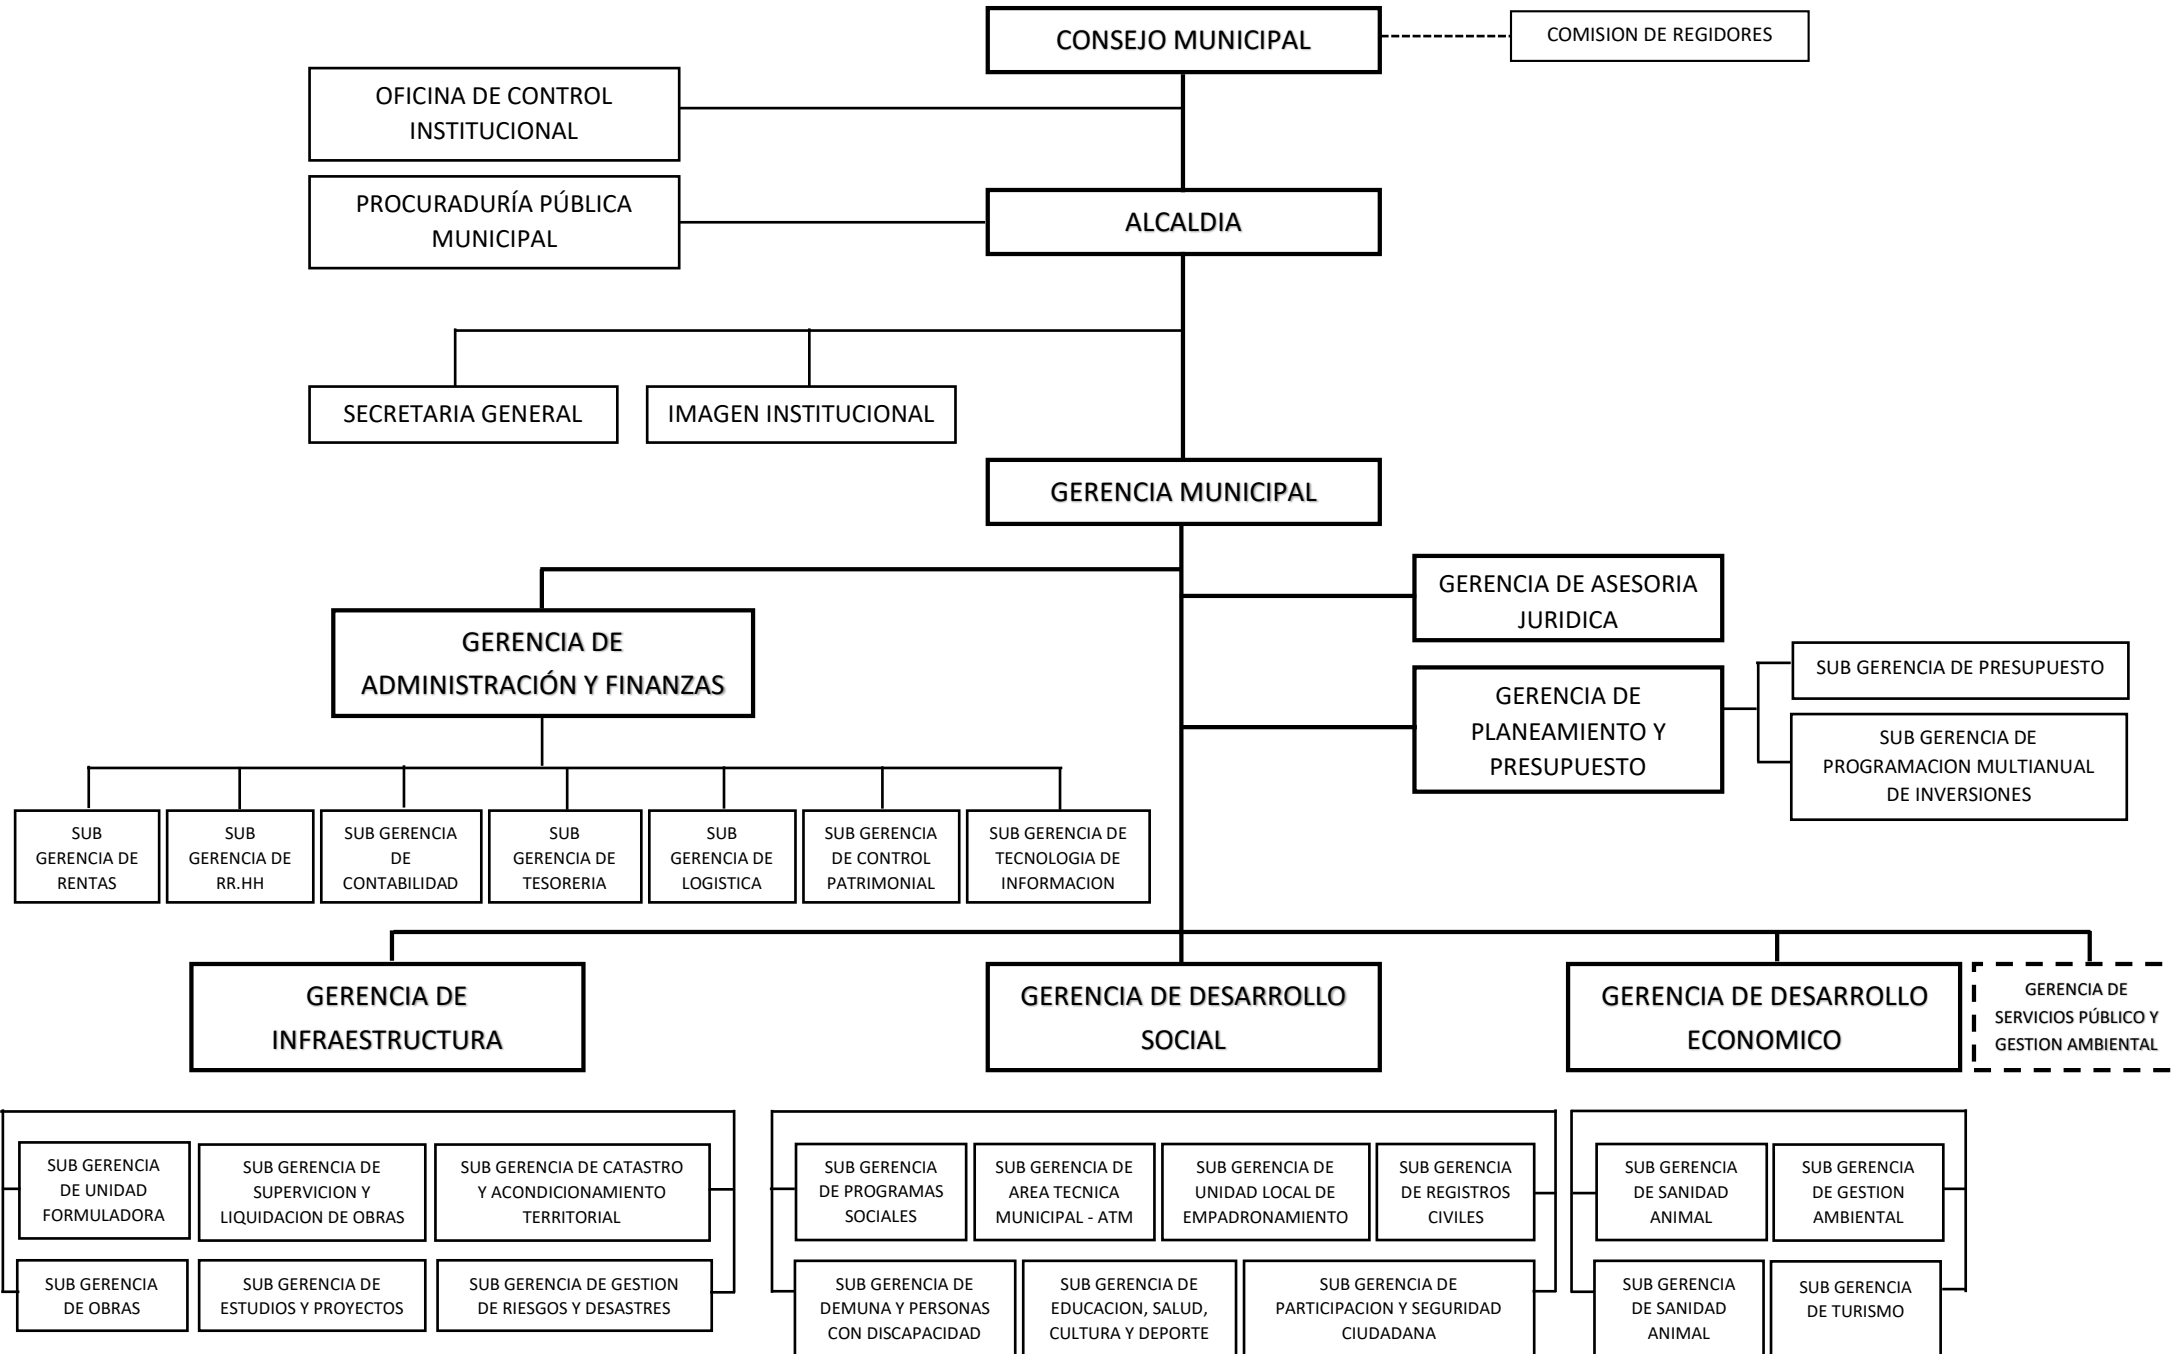 CONSEJO MUNICIPAL
COMISION DE REGIDORES
OFICINA DE CONTROL
INSTITUCIONAL
PROCURADURÍA PÚBLICA
MUNICIPAL
ALCALDIA
SECRETARIA GENERAL
IMAGEN INSTITUCIONAL
GERENCIA MUNICIPAL
GERENCIA DE ASESORIA
JURIDICA
GERENCIA DE
ADMINISTRACIÓN Y FINANZAS
GERENCIA DE
PLANEAMIENTO Y
PRESUPUESTO
SUB GERENCIA DE PRESUPUESTO
SUB GERENCIA DE
PROGRAMACION MULTIANUAL
DE INVERSIONES
SUB
GERENCIA DE
RENTAS
SUB
GERENCIA DE
RR.HH
SUB GERENCIA
DE
CONTABILIDAD
SUB
GERENCIA DE
TESORERIA
SUB
GERENCIA DE
LOGISTICA
SUB GERENCIA
DE CONTROL
PATRIMONIAL
SUB GERENCIA DE
TECNOLOGIA DE
INFORMACION
GERENCIA DE
INFRAESTRUCTURA
GERENCIA DE DESARROLLO
SOCIAL
GERENCIA DE DESARROLLO
ECONOMICO
GERENCIA DE
SERVICIOS PÚBLICO Y
GESTION AMBIENTAL
SUB GERENCIA
DE UNIDAD
FORMULADORA
SUB GERENCIA DE
SUPERVICION Y
LIQUIDACION DE OBRAS
SUB GERENCIA DE CATASTRO
Y ACONDICIONAMIENTO
TERRITORIAL
SUB GERENCIA
DE PROGRAMAS
SOCIALES
SUB GERENCIA DE
AREA TECNICA
MUNICIPAL - ATM
SUB GERENCIA DE
UNIDAD LOCAL DE
EMPADRONAMIENTO
SUB GERENCIA
DE REGISTROS
CIVILES
SUB GERENCIA
DE SANIDAD
ANIMAL
SUB GERENCIA
DE GESTION
AMBIENTAL
SUB GERENCIA
DE OBRAS
SUB GERENCIA DE
ESTUDIOS Y PROYECTOS
SUB GERENCIA DE GESTION
DE RIESGOS Y DESASTRES
SUB GERENCIA DE
DEMUNA Y PERSONAS
CON DISCAPACIDAD
SUB GERENCIA DE
EDUCACION, SALUD,
CULTURA Y DEPORTE
SUB GERENCIA DE
PARTICIPACION Y SEGURIDAD
CIUDADANA
SUB GERENCIA
DE SANIDAD
ANIMAL
SUB GERENCIA
DE TURISMO